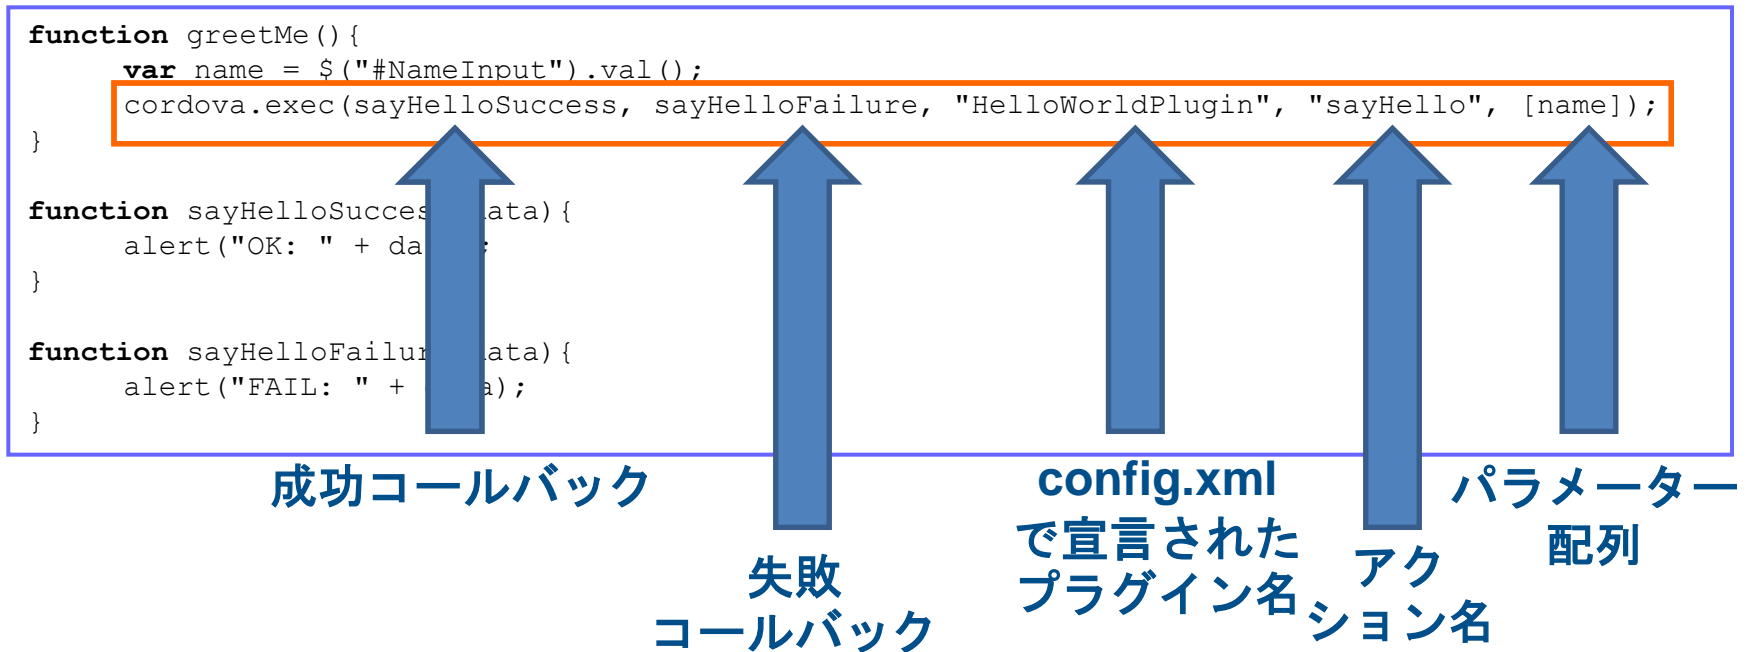 function greetMe(){
var name = $("#NameInput").val();
cordova.exec(sayHelloSuccess, sayHelloFailure, "HelloWorldPlugin", "sayHello", [name]);
}
function sayHelloSucces ata){
alert("OK: " + da ;
}
function sayHelloFailur ata){
alert("FAIL: " + a);
}
成功コールバック
失敗
コールバック
config.xml
で宣言された
プラグイン名
アク
ション名
パラメーター
配列